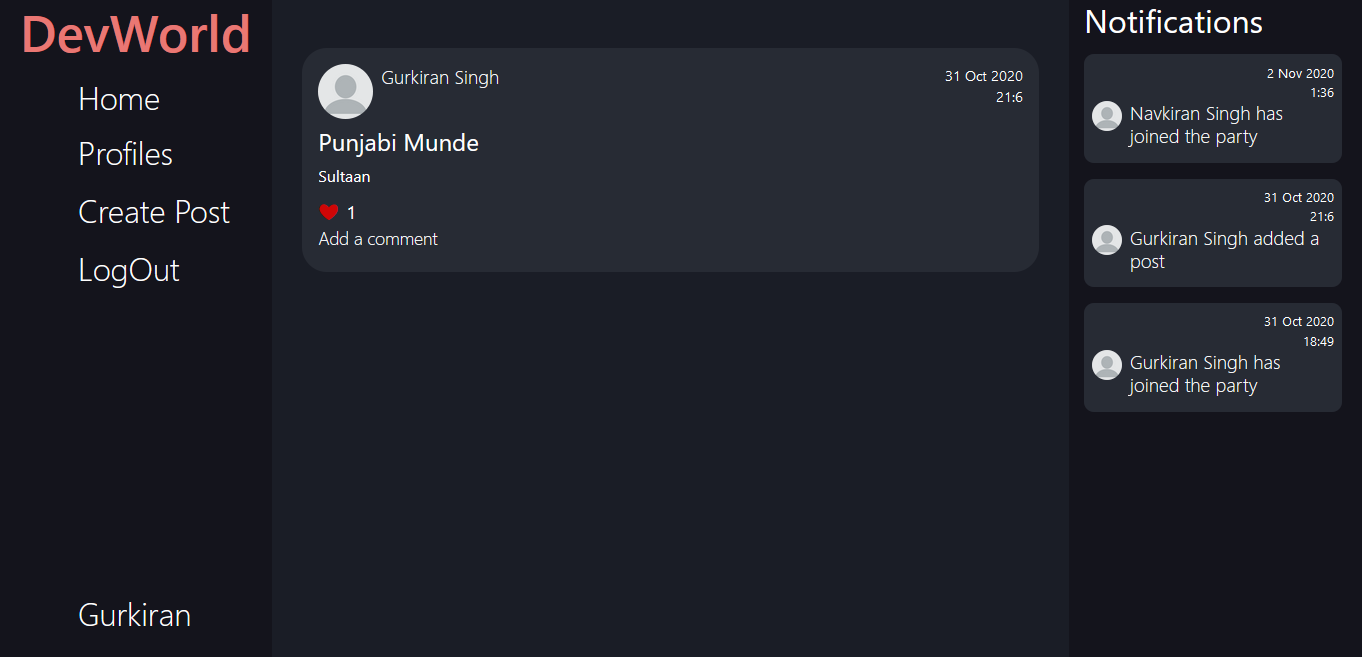 DevWorld
Home
Profiles
Create Post
LogOut
Gurkiran
Gurkiran Singh
31 Oct 2020
21:6
Punjabi Munde
Sultaan
1
Add a comment
Notifications
2 Nov 2020
1:36
Navkiran Singh has
joined the party
31 Oct 2020
21:6
Gurkiran Singh added a
post
31 Oct 2020
18:49
Gurkiran Singh has
joined the party